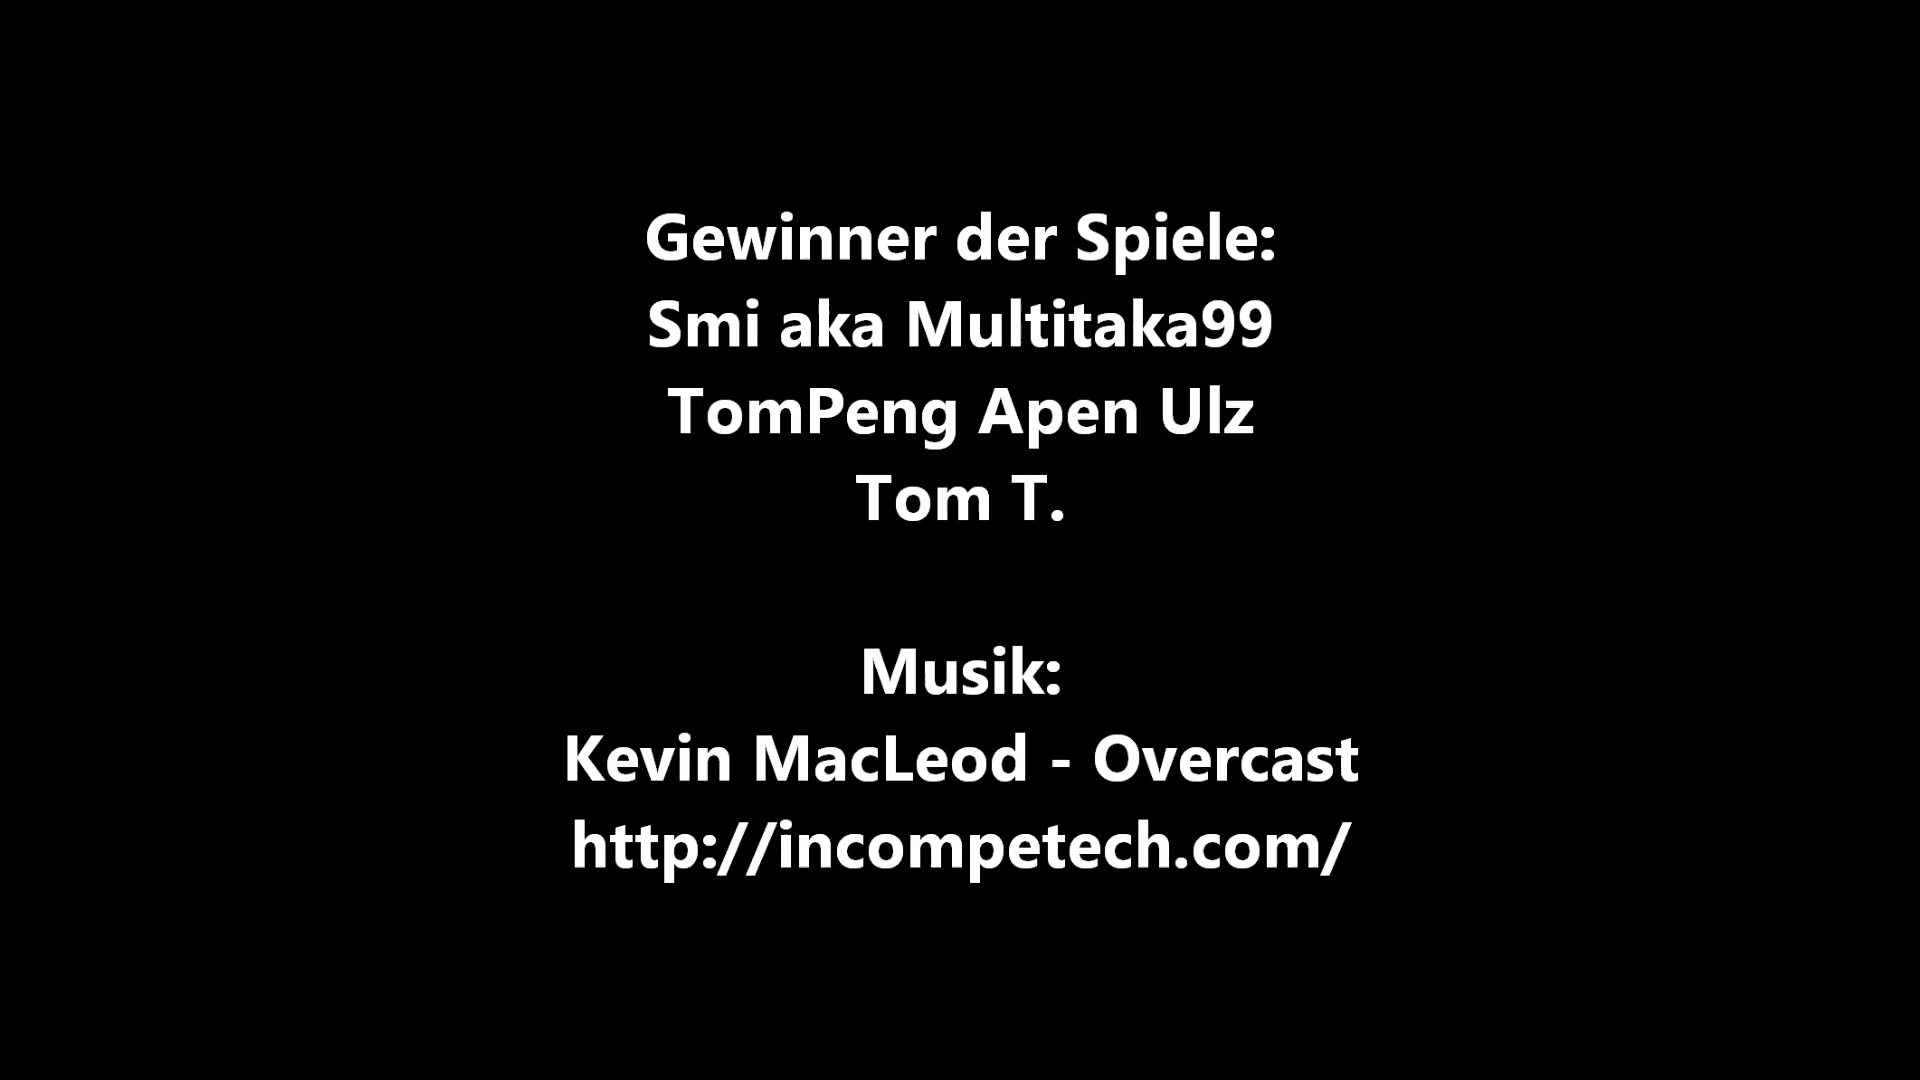 Gewinner der Spiele:
Smi aka Multitaka99
TomPeng Apen Ulz
Tom T.
Musik:
Kevin MacLeod - Overcast
http://incompetech.com/